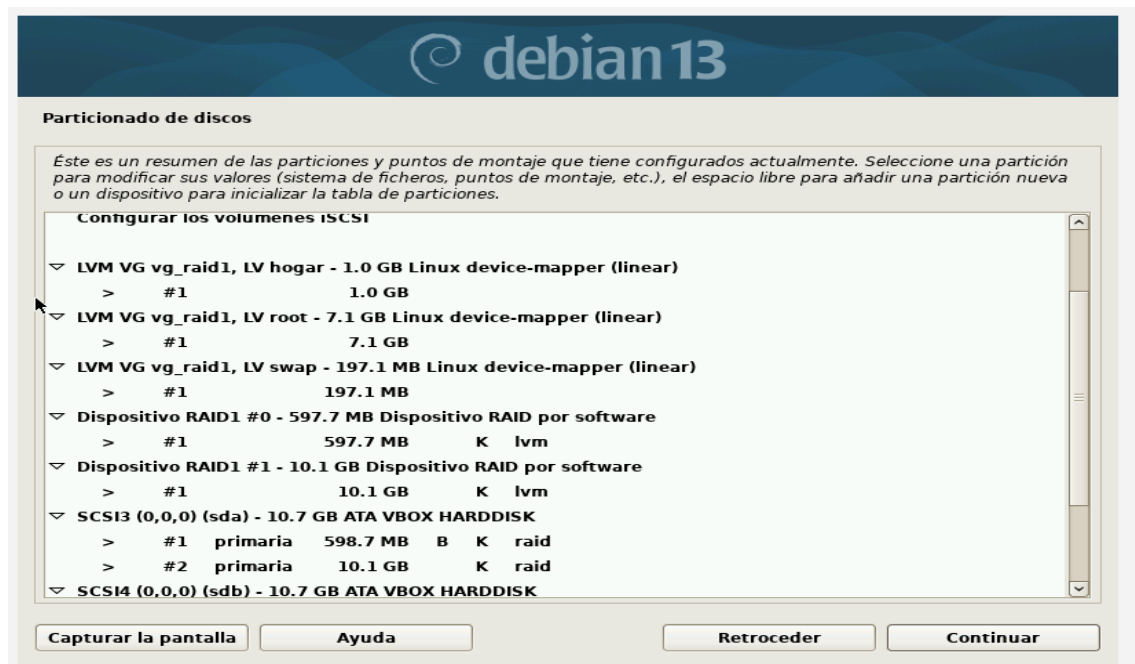 debian 13
Particionado de discos
Éste es un resumen de las particiones y puntos de montaje que tiene configurados actualmente. Seleccione una partición
para modificar sus valores (sistema de ficheros, puntos de montaje, etc.), el espacio libre para añadir una partición nueva
o un dispositivo para inicializar la tabla de particiones.
Configurar los volúmenes iSCSI
LVM VG vg_raid1, LV hogar - 1.0 GB Linux device-mapper (linear)
> #1 1.0 GB
LVM VG vg_raid1, LV root - 7.1 GB Linux device-mapper (linear)
> #1 7.1 GB
LVM VG vg_raid1, LV swap - 197.1 MB Linux device-mapper (linear)
> #1 197.1 MB
Dispositivo RAID1 #0 - 597.7 MB Dispositivo RAID por software
> #1 597.7 MB K lvm
Dispositivo RAID1 #1 - 10.1 GB Dispositivo RAID por software
> #1 10.1 GB K lvm
SCSI3 (0,0,0) (sda) - 10.7 GB ATA VBOX HARDDISK
> #1 primaria 598.7 MB B K raid
> #2 primaria 10.1 GB K raid
SCSI4 (0,0,0) (sdb) - 10.7 GB ATA VBOX HARDDISK
Capturar la pantalla Ayuda Retroceder Continuar